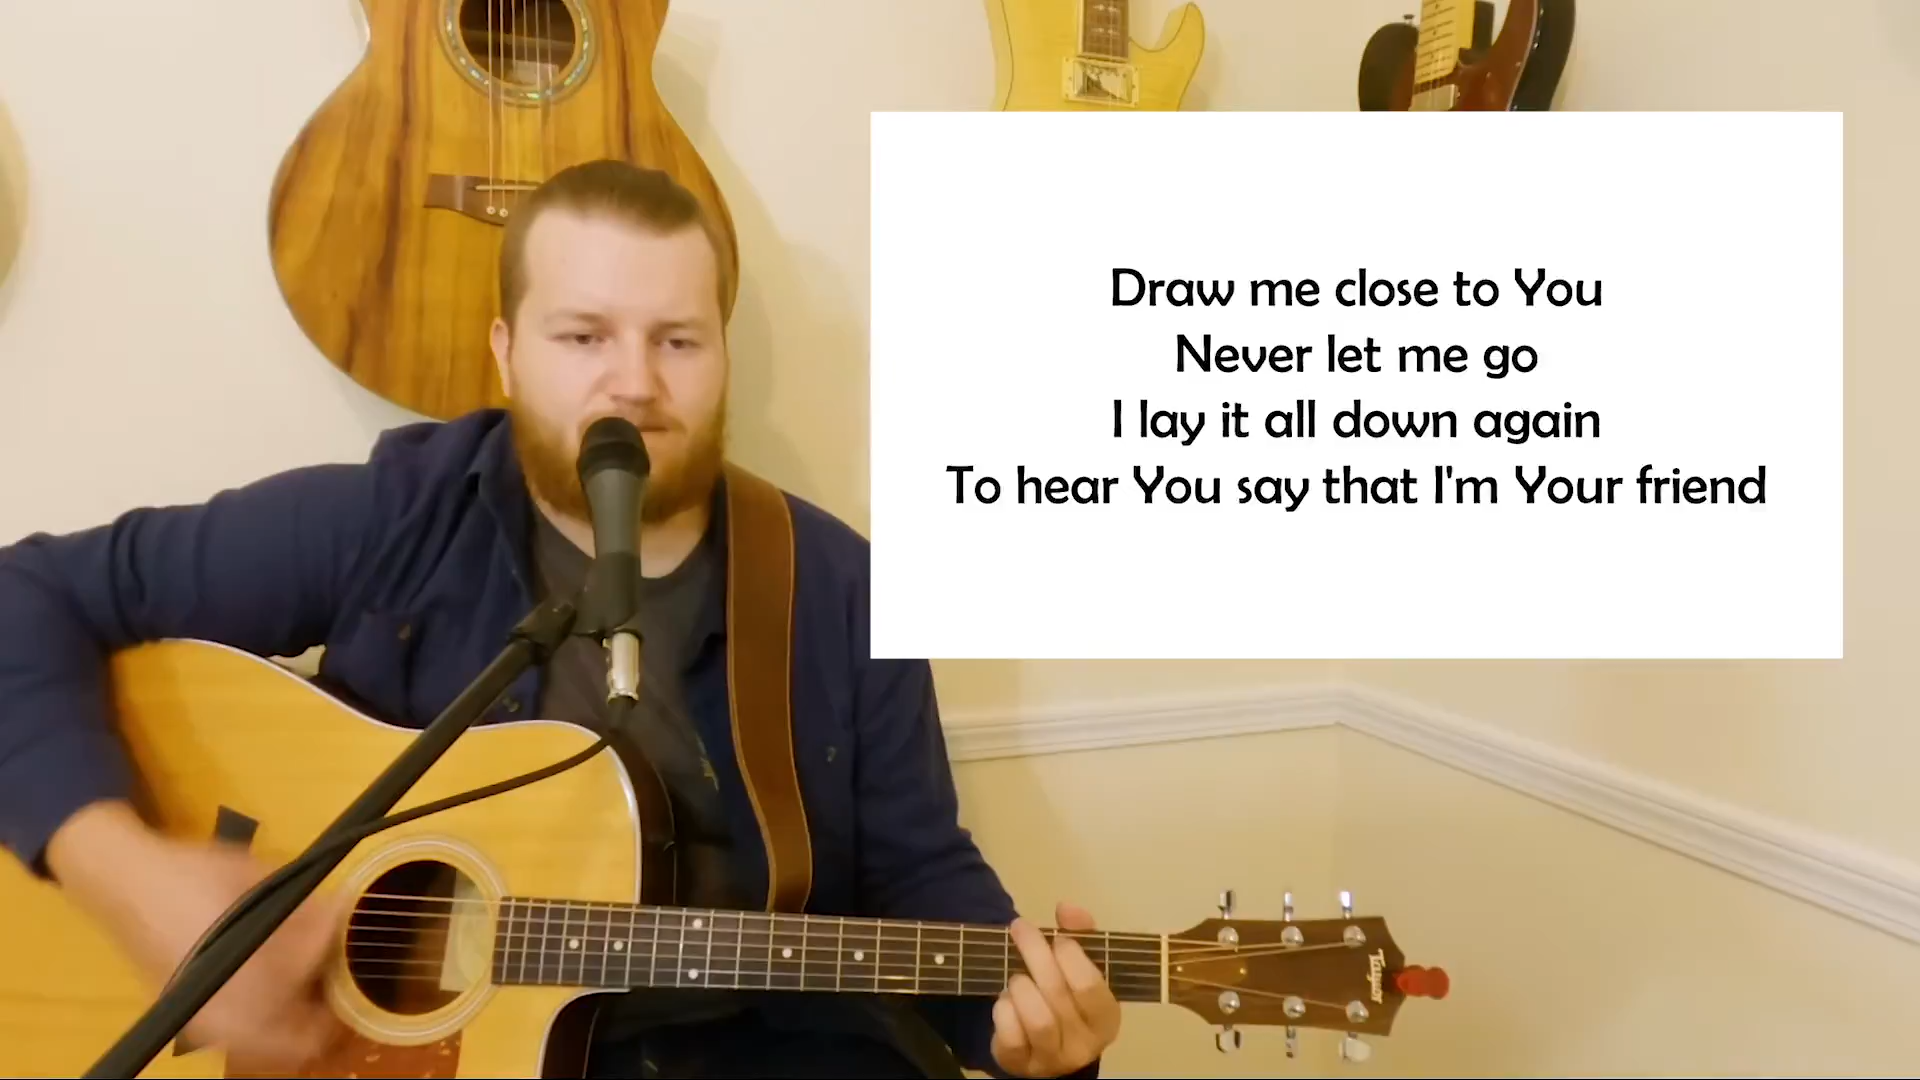 Draw me close to You
Never let me go
I lay it all down again
To hear You say that I'm Your friend
Taylor